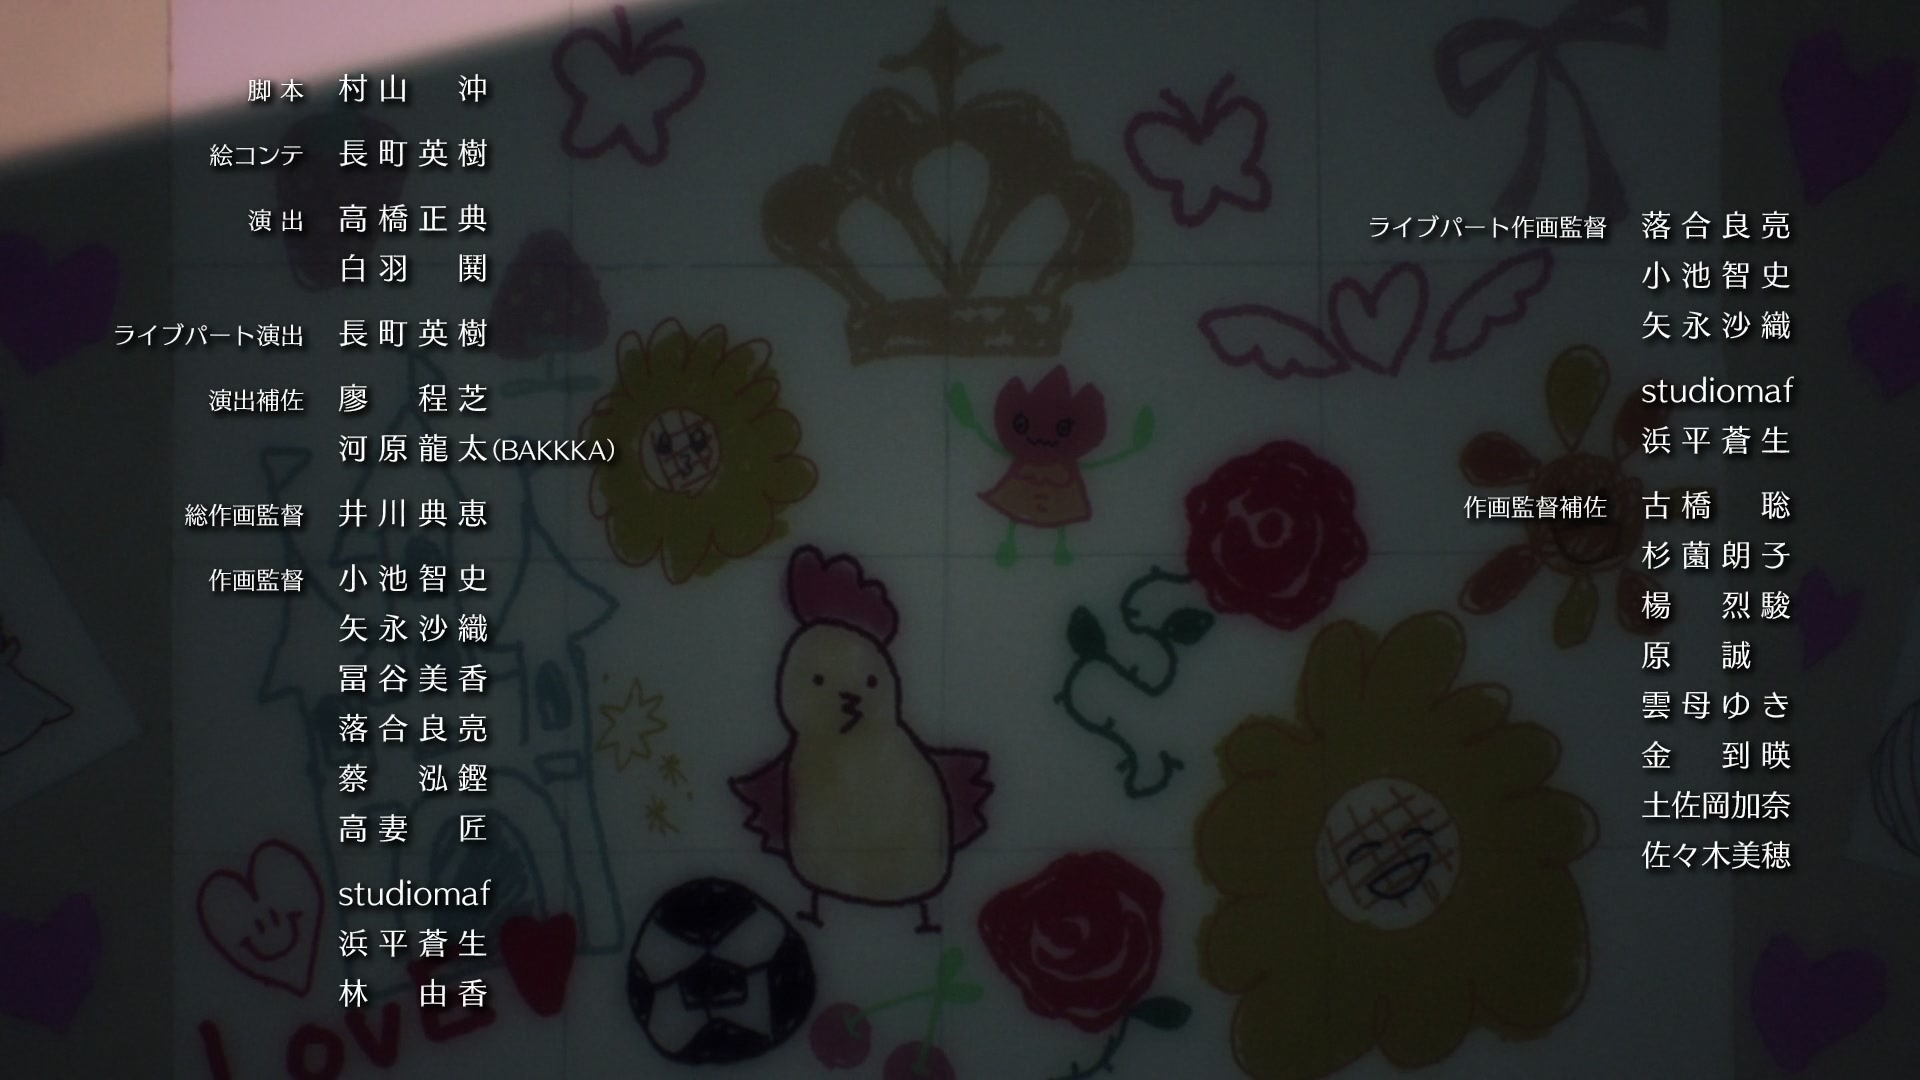 脚本 村山 沖
絵コンテ 長町英樹
演出 高橋正典
白羽 鬨
ライブパート演出 長町英樹
演出補佐 廖 程芝
河原龍太(BAKKKA)
総作画監督 井川典恵
作画監督 小池智史
矢永沙織
冨谷美香
落合良亮
蔡 泓鏗
高妻 匠
studiomaf
浜平蒼生
林 由香
ライブパート作画監督 落合良亮
小池智史
矢永沙織
studiomaf
浜平蒼生
作画監督補佐 古橋 聡
杉薗朗子
楊 烈駿
原 誠
雲母ゆき
金 到暎
土佐岡加奈
佐々木美穂
LOVE